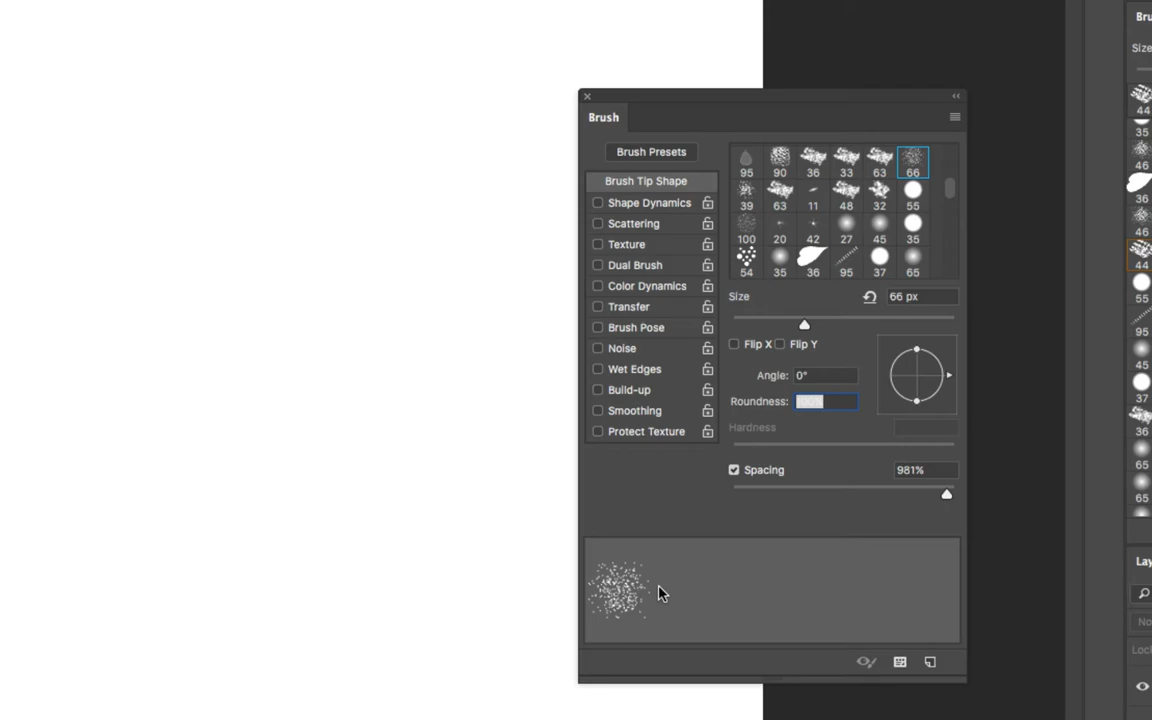 Bru
Size
Brush
Brush Presets
Brush Tip Shape
Shape Dynamics
Scattering
Texture
Dual Brush
Color Dynamics
Transfer
Brush Pose
Noise
Wet Edges
Build-up
Smoothing
Protect Texture
95 90 36 33 63 66
39 63 11 48 32 55
100 20 42 27 45 35
54 35 36 95 37 65
Size 66 px
Flip X Flip Y
Angle: 0°
Roundness: 100%
Hardness
Spacing 981%
44
35
46
36
46
44
55
95
45
37
36
65
65
Lay
No
Lock